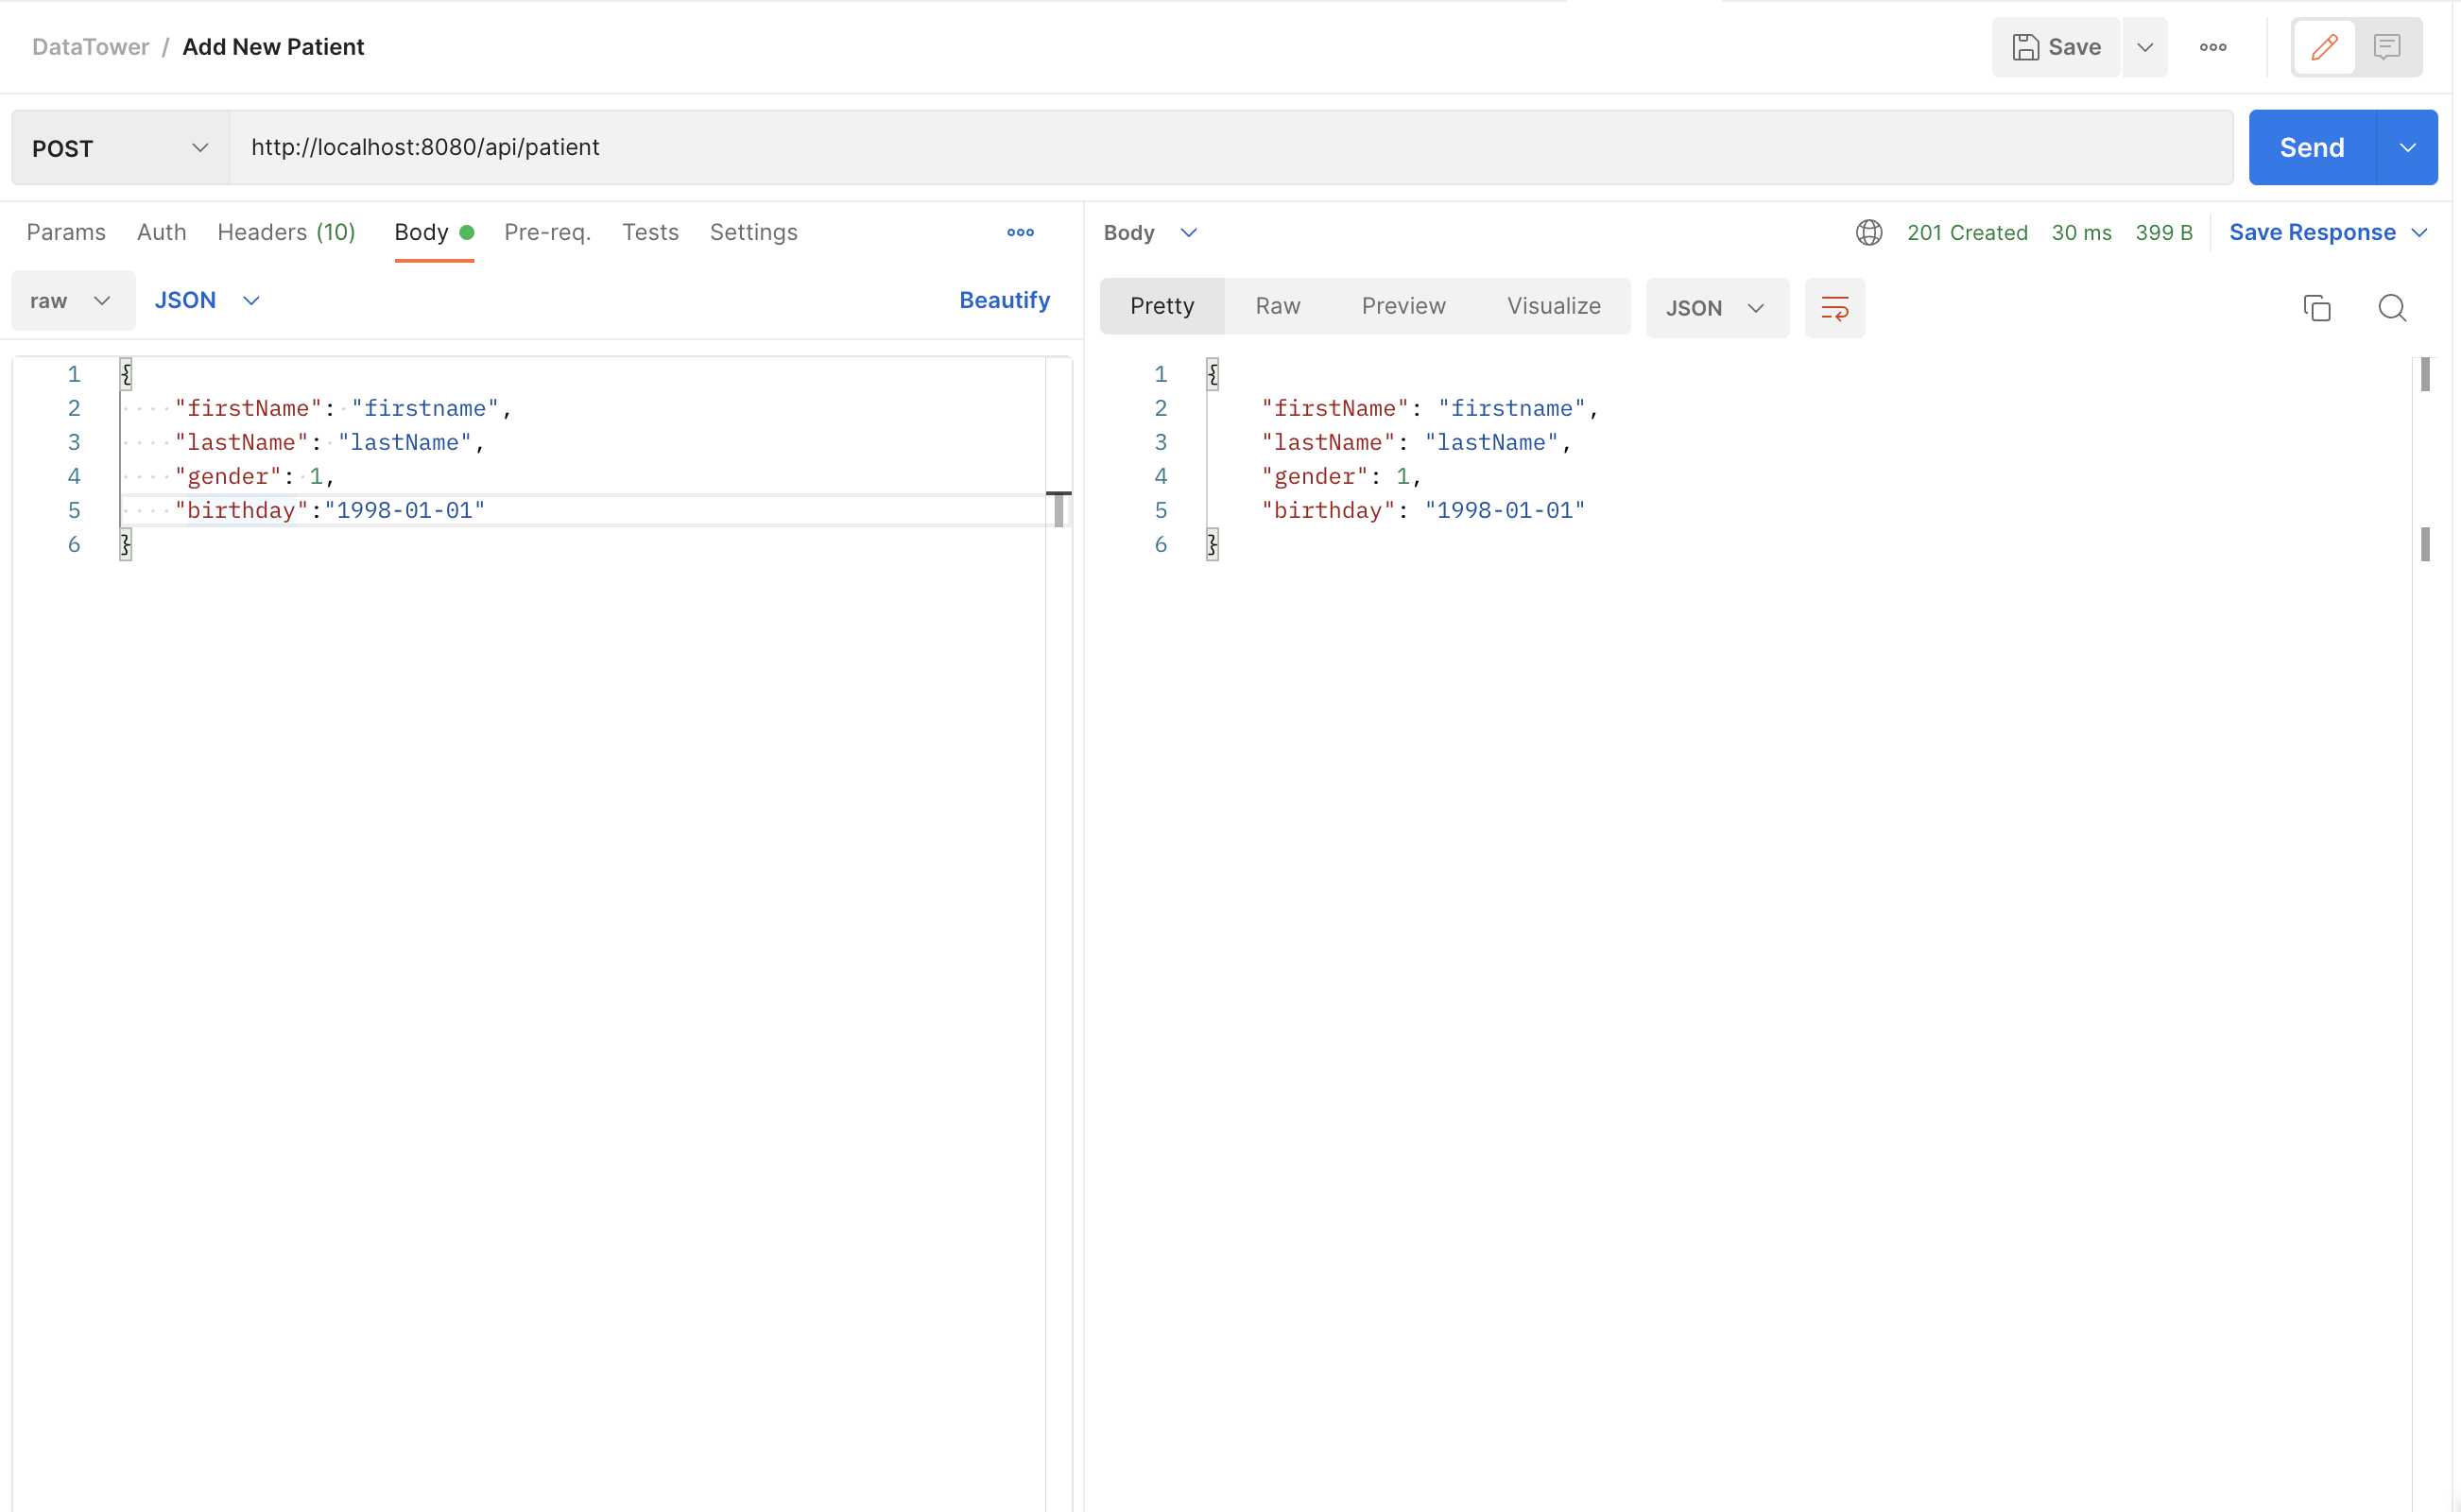 DataTower / Add New Patient
Save
POST
http://localhost:8080/api/patient
Send
Params Auth Headers (10) Body Pre-req. Tests Settings
raw JSON Beautify
1 {
2 "firstName": "firstname",
3 "lastName": "lastName",
4 "gender": 1,
5 "birthday":"1998-01-01"
6 }
Body
201 Created 30 ms 399 B Save Response
Pretty Raw Preview Visualize JSON
1 {
2 "firstName": "firstname",
3 "lastName": "lastName",
4 "gender": 1,
5 "birthday": "1998-01-01"
6 }